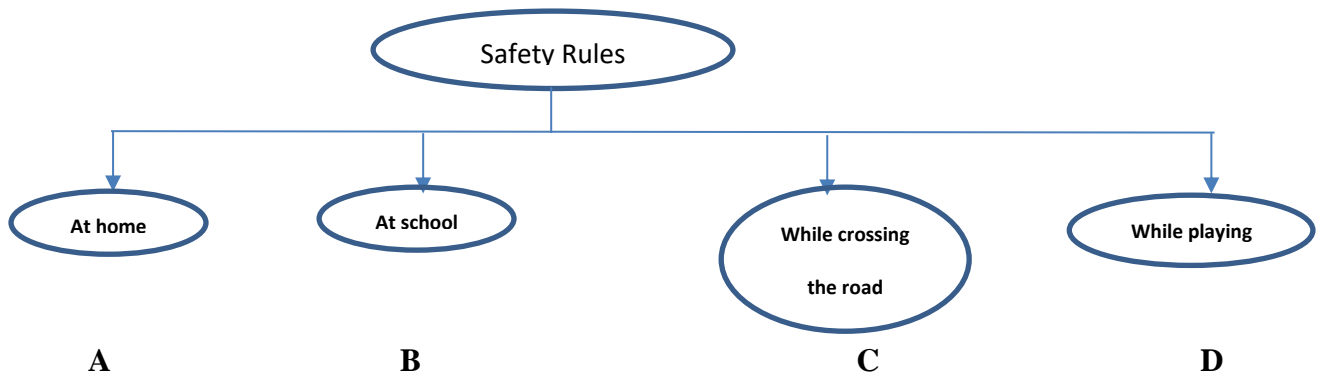 Safety Rules
At home
At school
While crossing
the road
While playing
A
B
C
D